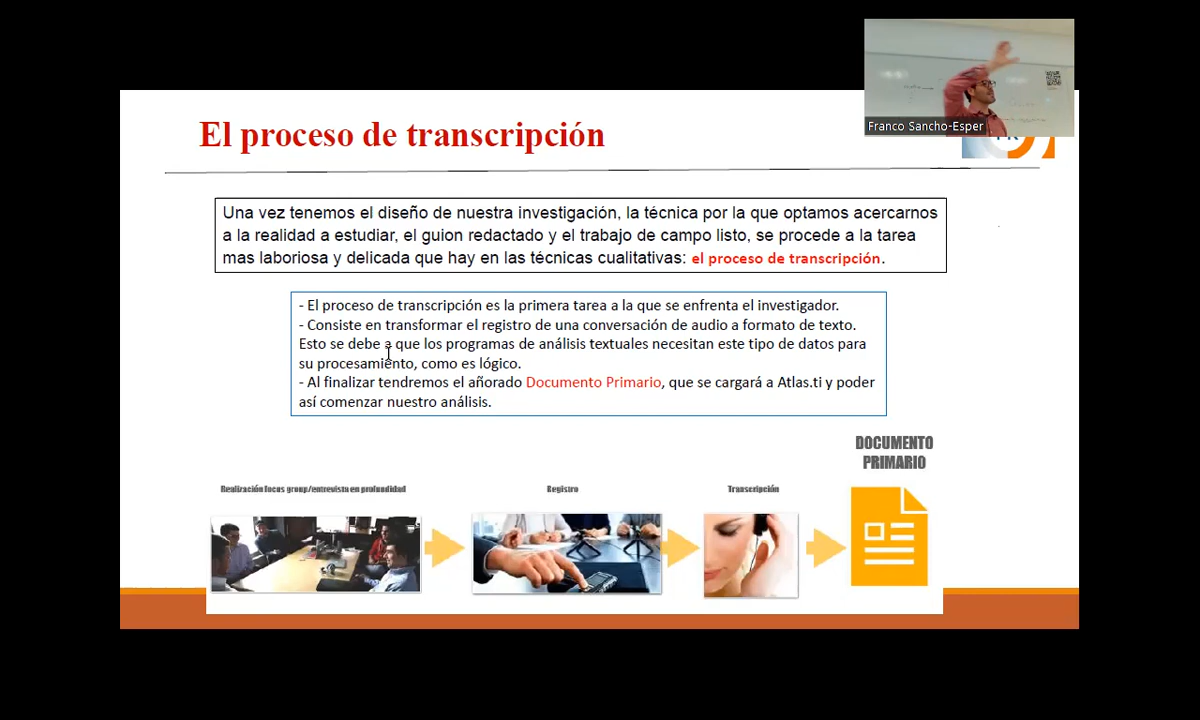 Franco Sancho-Esper
El proceso de transcripción
Una vez tenemos el diseño de nuestra investigación, la técnica por la que optamos acercarnos
a la realidad a estudiar, el guion redactado y el trabajo de campo listo, se procede a la tarea
mas laboriosa y delicada que hay en las técnicas cualitativas: el proceso de transcripción.
- El proceso de transcripción es la primera tarea a la que se enfrenta el investigador.
- Consiste en transformar el registro de una conversación de audio a formato de texto.
Esto se debe a que los programas de análisis textuales necesitan este tipo de datos para
su procesamiento, como es lógico.
- Al finalizar tendremos el añorado Documento Primario, que se cargará a Atlas.ti y poder
así comenzar nuestro análisis.
DOCUMENTO
PRIMARIO
Realización focus group/entrevista en profundidad
Registro
Transcripción